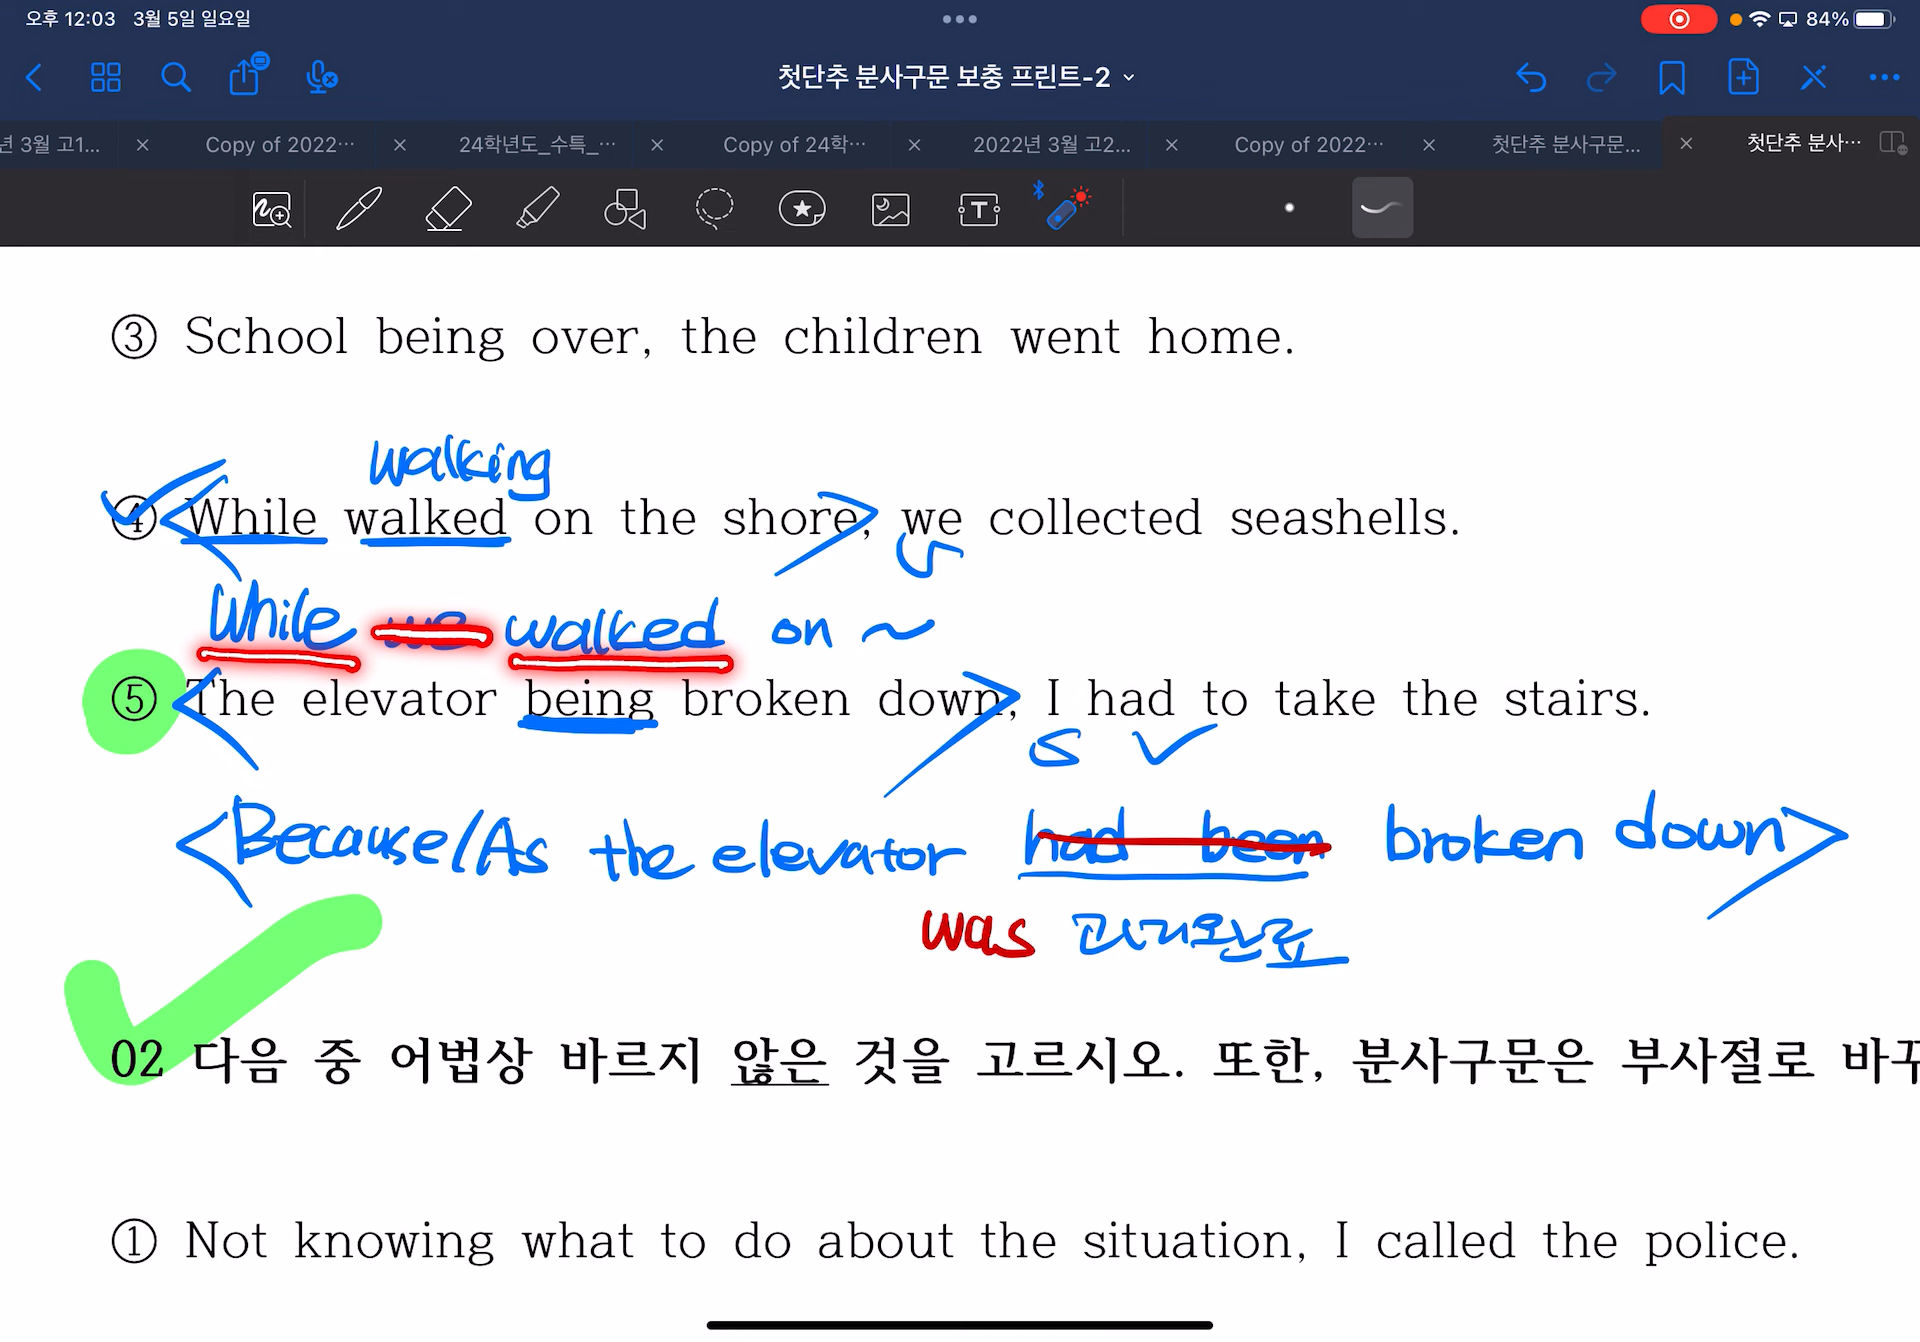 오후 12:03 3월 5일 일요일 84%
첫단추 분사구문 보충 프린트-2
년 3월 고1... Copy of 2022... 24학년도_수특_... Copy of 24학... 2022년 3월 고2... Copy of 2022... 첫단추 분사구문... 첫단추 분사...
③ School being over, the children went home.
walking
④ While walked on the shore, we collected seashells.
S
While we walked on ~
⑤ The elevator being broken down, I had to take the stairs.
S V
Because/As the elevator had been broken down
was 과거완료
02 다음 중 어법상 바르지 않은 것을 고르시오. 또한, 분사구문은 부사절로 바꾸
① Not knowing what to do about the situation, I called the police.